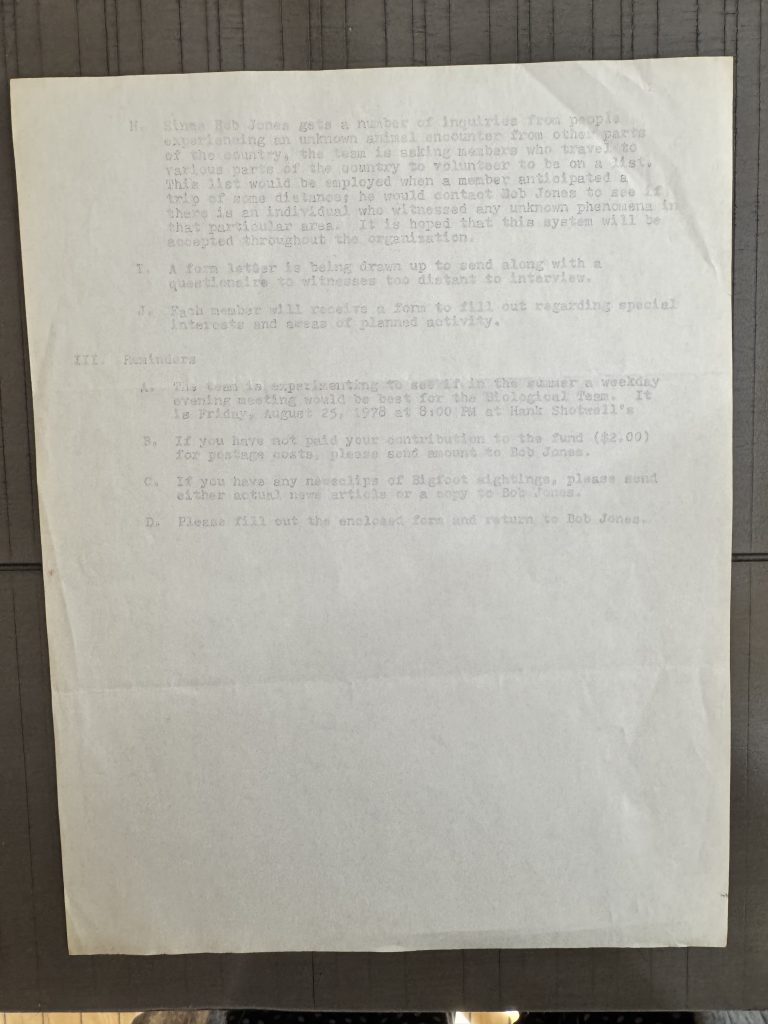 H. Since Bob Jones gets a number of inquiries from people
experiencing an unknown animal encounter from other parts
of the country, the team is asking members who travel to
various parts of the country to volunteer to be on a list.
This list would be employed when a member anticipated a
trip of some distance; he would contact Bob Jones to see if
there is an individual who witnessed any unknown phenomena in
that particular area. It is hoped that this system will be
accepted throughout the organization.
I. A form letter is being drawn up to send along with a
questionaire to witnesses too distant to interview.
J. Each member will receive a form to fill out regarding special
interests and areas of planned activity.
III. Reminders
A. The team is experimenting to see if in the summer a weekday
evening meeting would be best for the Biological Team. It
is Friday, August 25, 1978 at 8:00 PM at Hank Shotwell's
B. If you have not paid your contribution to the fund ($2.00)
for postage costs, please send amount to Bob Jones.
C. If you have any newsclips of Bigfoot sightings, please send
either actual news article or a copy to Bob Jones.
D. Please fill out the enclosed form and return to Bob Jones.